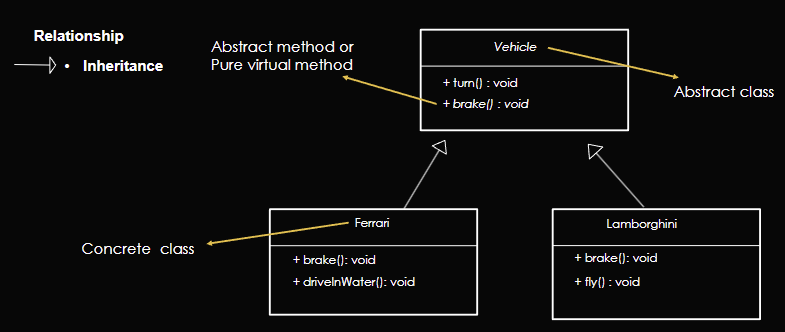 Relationship
• Inheritance
Abstract method or
Pure virtual method
Vehicle
+ turn() : void
+ brake() : void
Abstract class
Ferrari
+ brake(): void
+ driveInWater(): void
Concrete class
Lamborghini
+ brake(): void
+ fly() : void